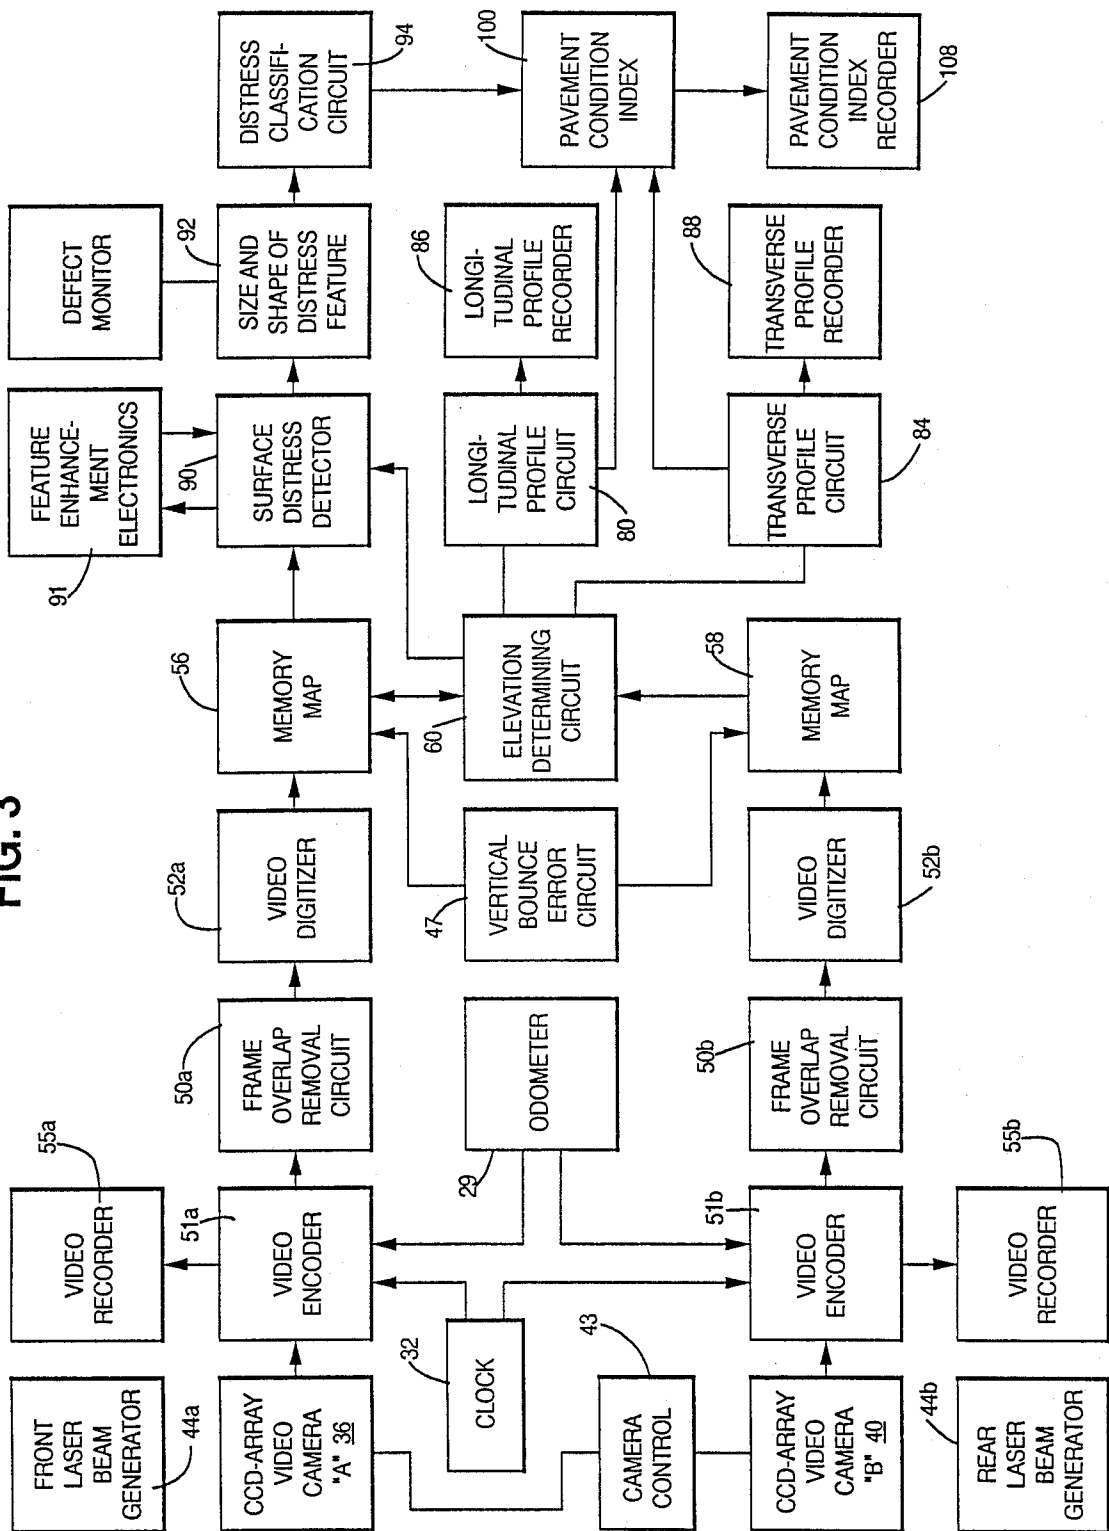 FIG. 3
FRONT
LASER
BEAM
GENERATOR
44a
VIDEO
RECORDER
55a
FEATURE
ENHANCE-
MENT
ELECTRONICS
91
DEFECT
MONITOR
CCD-ARRAY
VIDEO
CAMERA
"A" 36
VIDEO
ENCODER
51a
FRAME
OVERLAP
REMOVAL
CIRCUIT
50a
VIDEO
DIGITIZER
52a
MEMORY
MAP
56
SURFACE
DISTRESS
DETECTOR
90
SIZE AND
SHAPE OF
DISTRESS
FEATURE
92
DISTRESS
CLASSIFI-
CATION
CIRCUIT
94
CLOCK
32
ODOMETER
29
VERTICAL
BOUNCE
ERROR
CIRCUIT
47
ELEVATION
DETERMINING
CIRCUIT
60
LONGI-
TUDINAL
PROFILE
CIRCUIT
80
LONGI-
TUDINAL
PROFILE
RECORDER
86
PAVEMENT
CONDITION
INDEX
100
CAMERA
CONTROL
43
CCD-ARRAY
VIDEO
CAMERA
"B" 40
VIDEO
ENCODER
51b
FRAME
OVERLAP
REMOVAL
CIRCUIT
50b
VIDEO
DIGITIZER
52b
MEMORY
MAP
58
TRANSVERSE
PROFILE
CIRCUIT
84
TRANSVERSE
PROFILE
RECORDER
88
PAVEMENT
CONDITION
INDEX
RECORDER
108
REAR
LASER
BEAM
GENERATOR
44b
VIDEO
RECORDER
55b